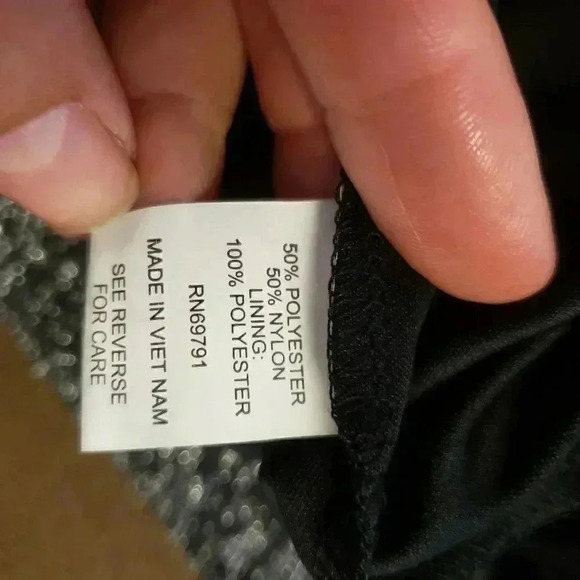 50% POLYESTER
50% NYLON
LINING:
100% POLYESTER
RN69791
MADE IN VIET NAM
SEE REVERSE
FOR CARE